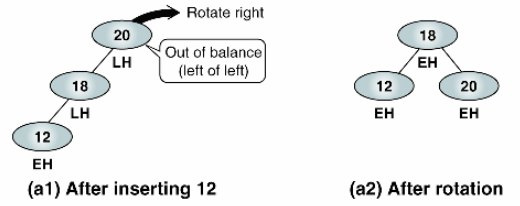 Rotate right
20
Out of balance
(left of left)
LH
18
LH
12
EH
(a1) After inserting 12
18
EH
12
20
EH
EH
(a2) After rotation